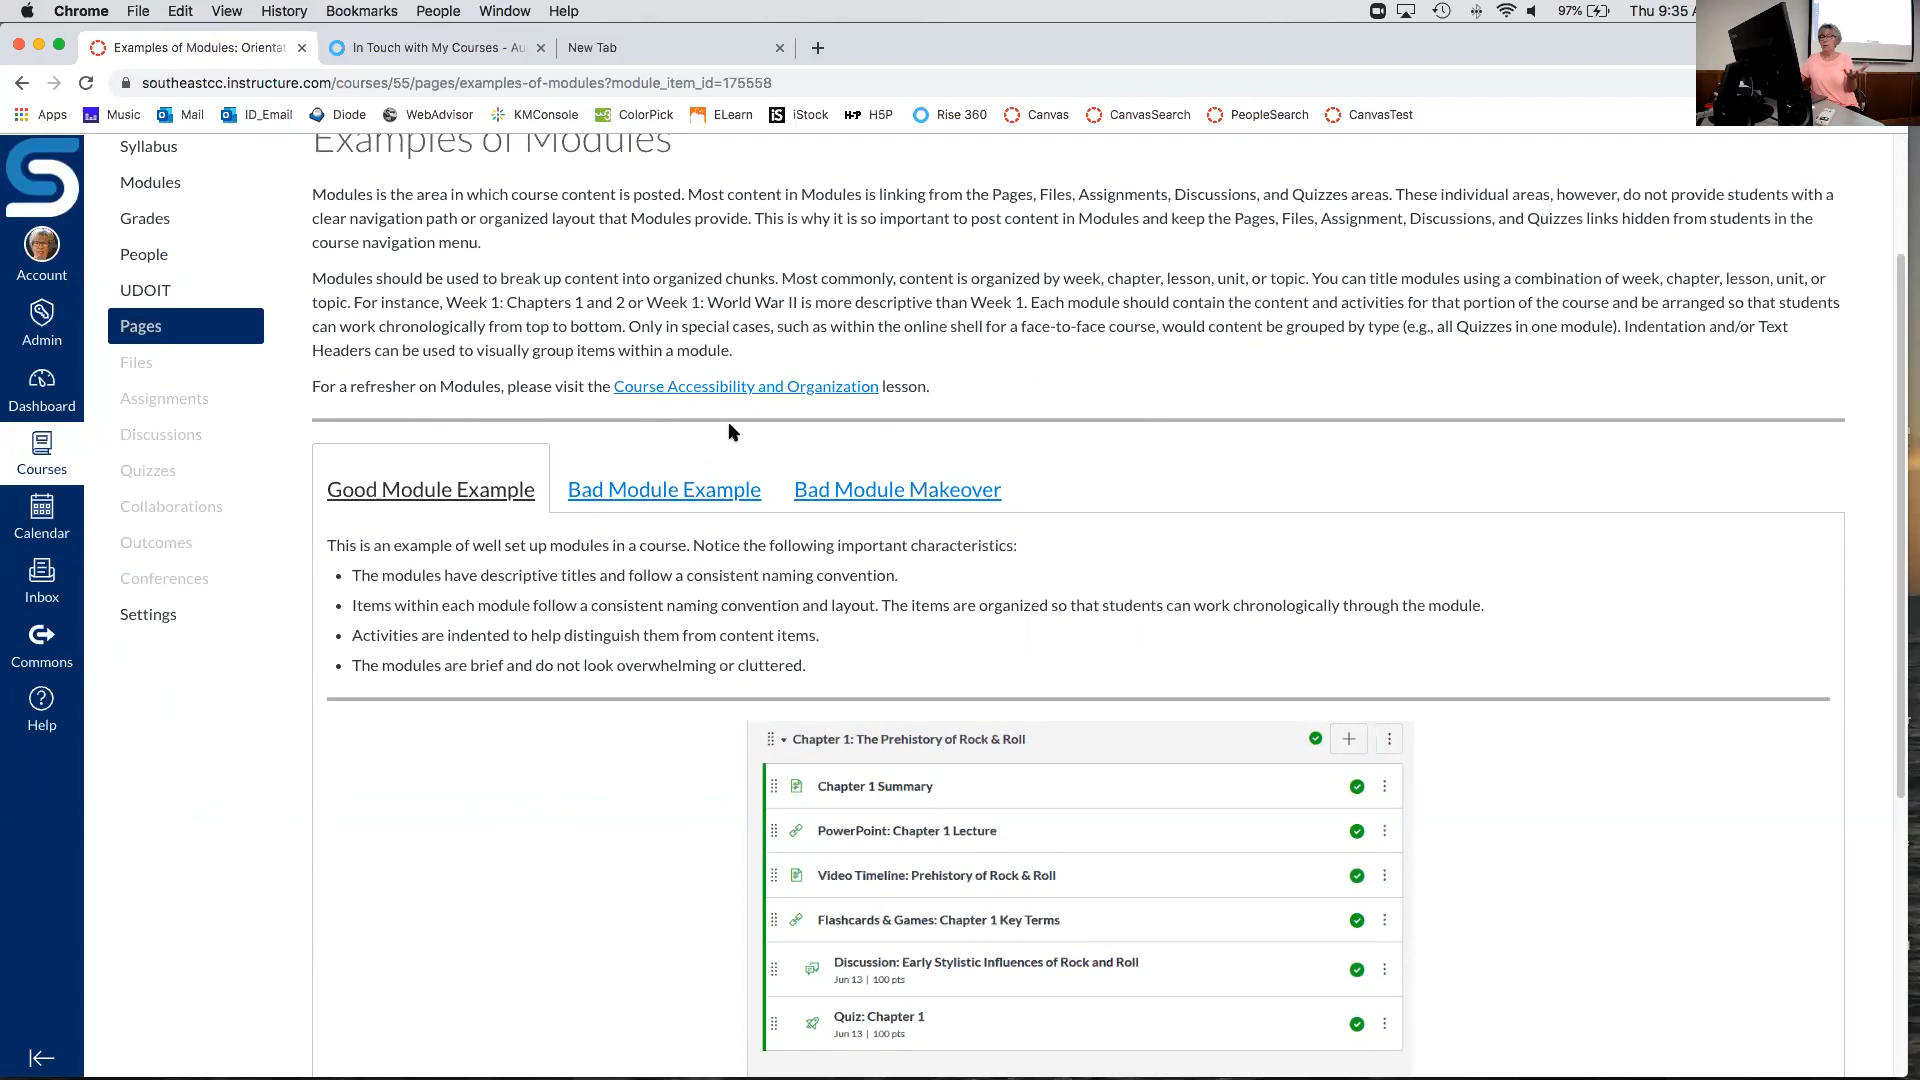 Chrome File Edit View History Bookmarks People Window Help 97% Thu 9:35
Examples of Modules: Orientat In Touch with My Courses - Au New Tab
southeastcc.instructure.com/courses/55/pages/examples-of-modules?module_item_id=175558
Apps Music Mail ID_Email Diode WebAdvisor KMConsole ColorPick ELearn iStock H5P Rise 360 Canvas CanvasSearch PeopleSearch CanvasTest
Account
Admin
Dashboard
Courses
Calendar
Inbox
Commons
Help
Syllabus
Modules
Grades
People
UDOIT
Pages
Files
Assignments
Discussions
Quizzes
Collaborations
Outcomes
Conferences
Settings
Examples of Modules
Modules is the area in which course content is posted. Most content in Modules is linking from the Pages, Files, Assignments, Discussions, and Quizzes areas. These individual areas, however, do not provide students with a
clear navigation path or organized layout that Modules provide. This is why it is so important to post content in Modules and keep the Pages, Files, Assignment, Discussions, and Quizzes links hidden from students in the
course navigation menu.
Modules should be used to break up content into organized chunks. Most commonly, content is organized by week, chapter, lesson, unit, or topic. You can title modules using a combination of week, chapter, lesson, unit, or
topic. For instance, Week 1: Chapters 1 and 2 or Week 1: World War II is more descriptive than Week 1. Each module should contain the content and activities for that portion of the course and be arranged so that students
can work chronologically from top to bottom. Only in special cases, such as within the online shell for a face-to-face course, would content be grouped by type (e.g., all Quizzes in one module). Indentation and/or Text
Headers can be used to visually group items within a module.
For a refresher on Modules, please visit the Course Accessibility and Organization lesson.
Good Module Example Bad Module Example Bad Module Makeover
This is an example of well set up modules in a course. Notice the following important characteristics:
• The modules have descriptive titles and follow a consistent naming convention.
• Items within each module follow a consistent naming convention and layout. The items are organized so that students can work chronologically through the module.
• Activities are indented to help distinguish them from content items.
• The modules are brief and do not look overwhelming or cluttered.
Chapter 1: The Prehistory of Rock & Roll
Chapter 1 Summary
PowerPoint: Chapter 1 Lecture
Video Timeline: Prehistory of Rock & Roll
Flashcards & Games: Chapter 1 Key Terms
Discussion: Early Stylistic Influences of Rock and Roll
Jun 13 | 100 pts
Quiz: Chapter 1
Jun 13 | 100 pts